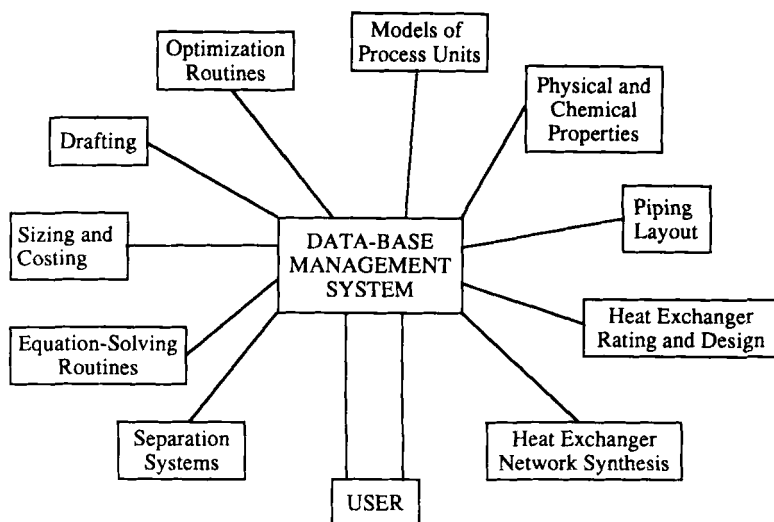 Optimization
Routines
Models of
Process Units
Physical and
Chemical
Properties
Drafting
Piping
Layout
Sizing and
Costing
DATA-BASE
MANAGEMENT
SYSTEM
Heat Exchanger
Rating and Design
Equation-Solving
Routines
Separation
Systems
Heat Exchanger
Network Synthesis
USER